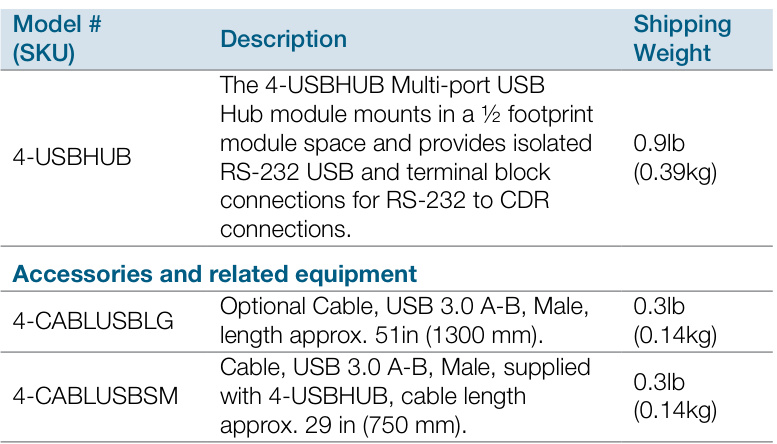 Model #
(SKU)
Description
Shipping
Weight
4-USBHUB
The 4-USBHUB Multi-port USB
Hub module mounts in a ½ footprint
module space and provides isolated
RS-232 USB and terminal block
connections for RS-232 to CDR
connections.
0.9lb
(0.39kg)
Accessories and related equipment
4-CABLUSBLG
Optional Cable, USB 3.0 A-B, Male,
length approx. 51in (1300 mm).
0.3lb
(0.14kg)
4-CABLUSBSM
Cable, USB 3.0 A-B, Male, supplied
with 4-USBHUB, cable length
approx. 29 in (750 mm).
0.3lb
(0.14kg)